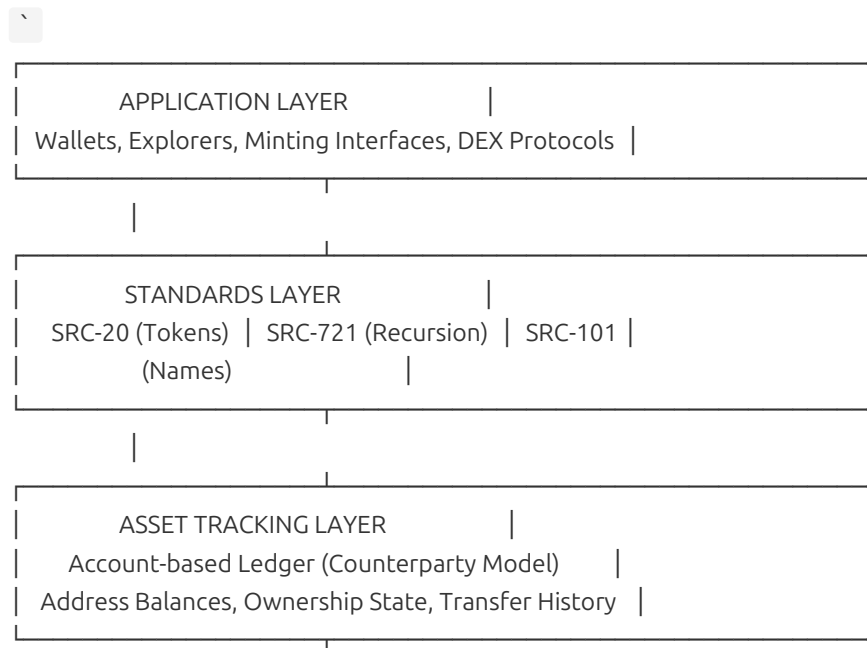 `
APPLICATION LAYER
Wallets, Explorers, Minting Interfaces, DEX Protocols
STANDARDS LAYER
SRC-20 (Tokens) │ SRC-721 (Recursion) │ SRC-101
(Names)
ASSET TRACKING LAYER
Account-based Ledger (Counterparty Model)
Address Balances, Ownership State, Transfer History